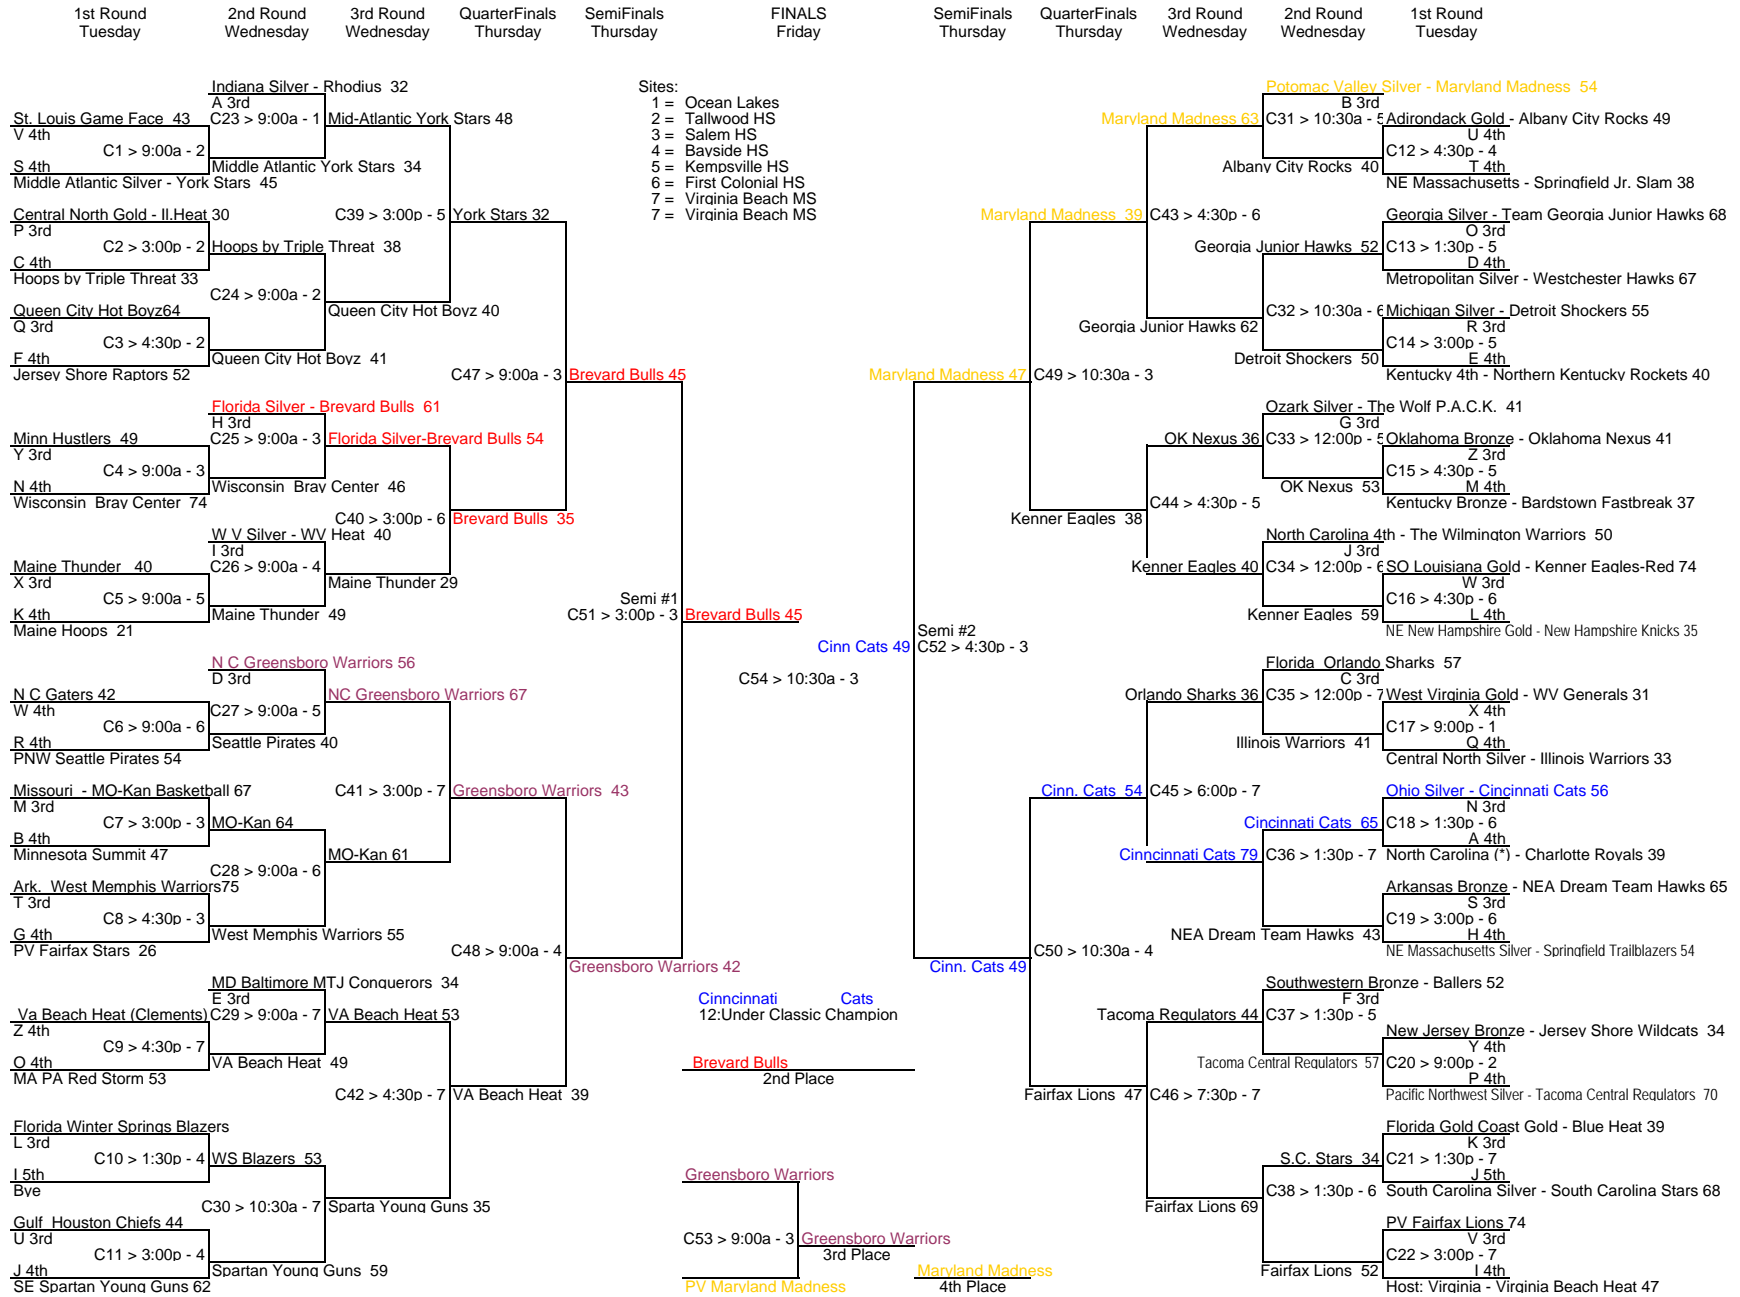 1st Round 2nd Round 3rd Round QuarterFinals SemiFinals FINALS SemiFinals QuarterFinals 3rd Round 2nd Round 1st Round
Tuesday Wednesday Wednesday Thursday Thursday Friday Thursday Thursday Wednesday Wednesday Tuesday
Indiana Silver - Rhodius 32
A 3rd
St. Louis Game Face 43
C23 > 9:00a - 1
Mid-Atlantic York Stars 48
V 4th
C1 > 9:00a - 2
S 4th
Middle Atlantic York Stars 34
Middle Atlantic Silver - York Stars 45
Central North Gold - Il.Heat 30
C39 > 3:00p - 5
York Stars 32
P 3rd
C2 > 3:00p - 2
Hoops by Triple Threat 38
C 4th
Hoops by Triple Threat 33
C24 > 9:00a - 2
Queen City Hot Boyz64
Queen City Hot Boyz 40
Q 3rd
C3 > 4:30p - 2
F 4th
Queen City Hot Boyz 41
Jersey Shore Raptors 52
C47 > 9:00a - 3
Brevard Bulls 45
Florida Silver - Brevard Bulls 61
H 3rd
Minn Hustlers 49
C25 > 9:00a - 3
Florida Silver-Brevard Bulls 54
Y 3rd
C4 > 9:00a - 3
N 4th
Wisconsin Bray Center 46
Wisconsin Bray Center 74
C40 > 3:00p - 6
Brevard Bulls 35
W V Silver - WV Heat 40
I 3rd
Maine Thunder 40
C26 > 9:00a - 4
X 3rd
Maine Thunder 29
C5 > 9:00a - 5
K 4th
Maine Thunder 49
Maine Hoops 21
Semi #1
C51 > 3:00p - 3
Brevard Bulls 45
N C Greensboro Warriors 56
D 3rd
N C Gaters 42
NC Greensboro Warriors 67
W 4th
C27 > 9:00a - 5
C6 > 9:00a - 6
R 4th
Seattle Pirates 40
PNW Seattle Pirates 54
Missouri - MO-Kan Basketball 67
C41 > 3:00p - 7
Greensboro Warriors 43
M 3rd
C7 > 3:00p - 3
MO-Kan 64
B 4th
Minnesota Summit 47
MO-Kan 61
C28 > 9:00a - 6
Ark. West Memphis Warriors75
T 3rd
C8 > 4:30p - 3
G 4th
West Memphis Warriors 55
PV Fairfax Stars 26
C48 > 9:00a - 4
Greensboro Warriors 42
MD Baltimore MTJ Conquerors 34
E 3rd
Va Beach Heat (Clements)
C29 > 9:00a - 7
VA Beach Heat 53
Z 4th
C9 > 4:30p - 7
O 4th
VA Beach Heat 49
MA PA Red Storm 53
C42 > 4:30p - 7
VA Beach Heat 39
Florida Winter Springs Blazers
L 3rd
C10 > 1:30p - 4
WS Blazers 53
I 5th
Bye
C30 > 10:30a - 7
Sparta Young Guns 35
Gulf Houston Chiefs 44
U 3rd
C11 > 3:00p - 4
J 4th
Spartan Young Guns 59
SE Spartan Young Guns 62
Sites:
1 = Ocean Lakes
2 = Tallwood HS
3 = Salem HS
4 = Bayside HS
5 = Kempsville HS
6 = First Colonial HS
7 = Virginia Beach MS
7 = Virginia Beach MS
Cinn Cats 49
C54 > 10:30a - 3
Cinncinnati Cats
12:Under Classic Champion
Brevard Bulls
2nd Place
Greensboro Warriors
C53 > 9:00a - 3
Greensboro Warriors
3rd Place
PV Maryland Madness
Maryland Madness
4th Place
Potomac Valley Silver - Maryland Madness 54
B 3rd
Maryland Madness 63
C31 > 10:30a - 5
Adirondack Gold - Albany City Rocks 49
U 4th
C12 > 4:30p - 4
Albany City Rocks 40
T 4th
NE Massachusetts - Springfield Jr. Slam 38
Maryland Madness 39
C43 > 4:30p - 6
Georgia Silver - Team Georgia Junior Hawks 68
O 3rd
Georgia Junior Hawks 52
C13 > 1:30p - 5
D 4th
Metropolitan Silver - Westchester Hawks 67
C32 > 10:30a - 6
Michigan Silver - Detroit Shockers 55
Georgia Junior Hawks 62
R 3rd
C14 > 3:00p - 5
Detroit Shockers 50
E 4th
Maryland Madness 47
C49 > 10:30a - 3
Kentucky 4th - Northern Kentucky Rockets 40
Ozark Silver - The Wolf P.A.C.K. 41
G 3rd
OK Nexus 36
C33 > 12:00p - 5
Oklahoma Bronze - Oklahoma Nexus 41
Z 3rd
C15 > 4:30p - 5
OK Nexus 53
M 4th
C44 > 4:30p - 5
Kentucky Bronze - Bardstown Fastbreak 37
Kenner Eagles 38
North Carolina 4th - The Wilmington Warriors 50
J 3rd
Kenner Eagles 40
C34 > 12:00p - 6
SO Louisiana Gold - Kenner Eagles-Red 74
W 3rd
C16 > 4:30p - 6
Kenner Eagles 59
L 4th
Semi #2
NE New Hampshire Gold - New Hampshire Knicks 35
C52 > 4:30p - 3
Florida Orlando Sharks 57
C 3rd
Orlando Sharks 36
C35 > 12:00p - 7
West Virginia Gold - WV Generals 31
X 4th
C17 > 9:00p - 1
Illinois Warriors 41
Q 4th
Central North Silver - Illinois Warriors 33
Cinn. Cats 54
C45 > 6:00p - 7
Ohio Silver - Cincinnati Cats 56
N 3rd
Cincinnati Cats 65
C18 > 1:30p - 6
A 4th
Cinncinnati Cats 79
C36 > 1:30p - 7
North Carolina (*) - Charlotte Royals 39
Arkansas Bronze - NEA Dream Team Hawks 65
S 3rd
C19 > 3:00p - 6
NEA Dream Team Hawks 43
H 4th
C50 > 10:30a - 4
NE Massachusetts Silver - Springfield Trailblazers 54
Cinn. Cats 49
Southwestern Bronze - Ballers 52
F 3rd
Tacoma Regulators 44
C37 > 1:30p - 5
New Jersey Bronze - Jersey Shore Wildcats 34
Y 4th
Tacoma Central Regulators 57
C20 > 9:00p - 2
P 4th
Fairfax Lions 47
C46 > 7:30p - 7
Pacific Northwest Silver - Tacoma Central Regulators 70
Florida Gold Coast Gold - Blue Heat 39
K 3rd
S.C. Stars 34
C21 > 1:30p - 7
J 5th
C38 > 1:30p - 6
South Carolina Silver - South Carolina Stars 68
Fairfax Lions 69
PV Fairfax Lions 74
V 3rd
C22 > 3:00p - 7
Fairfax Lions 52
I 4th
Host: Virginia - Virginia Beach Heat 47